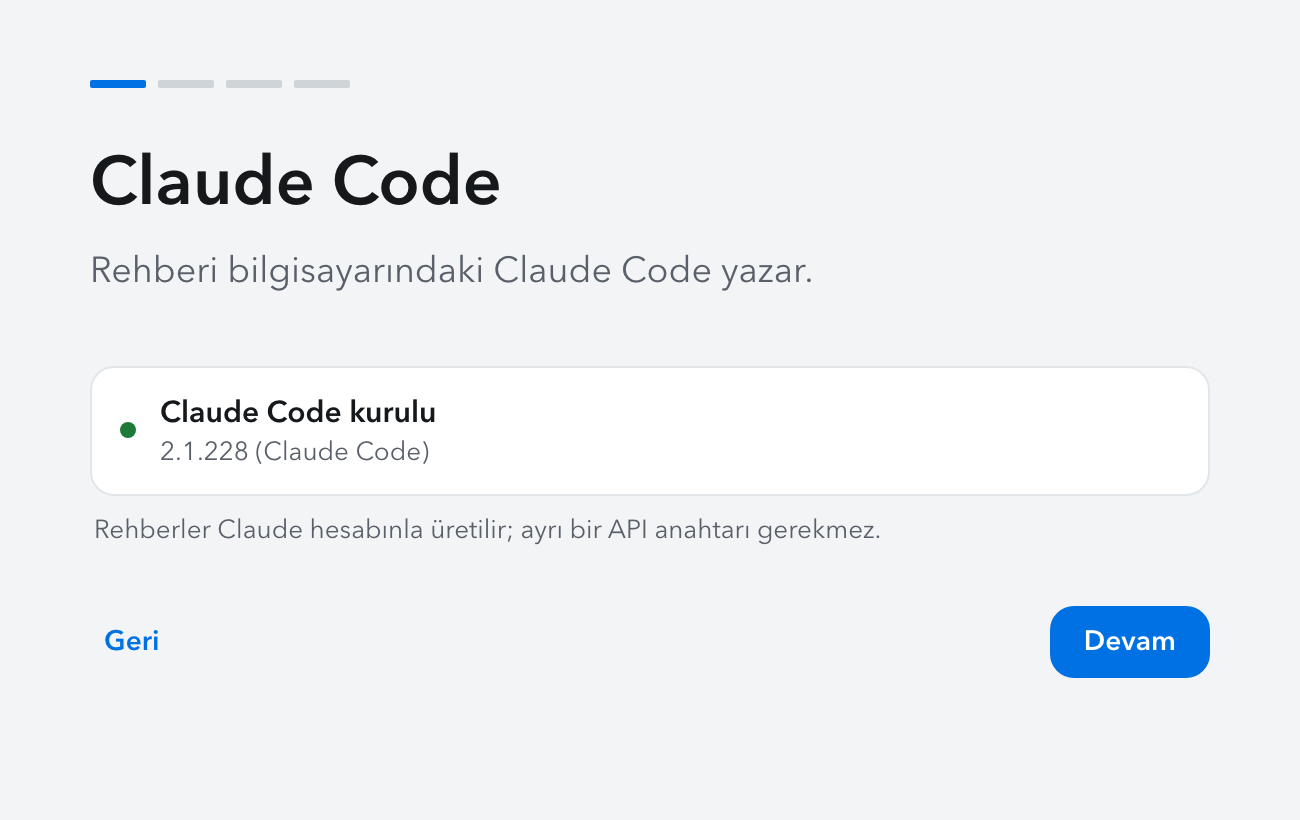 Claude Code
Rehberi bilgisayarındaki Claude Code yazar.
Claude Code kurulu
2.1.228 (Claude Code)
Rehberler Claude hesabınla üretilir; ayrı bir API anahtarı gerekmez.
Geri
Devam